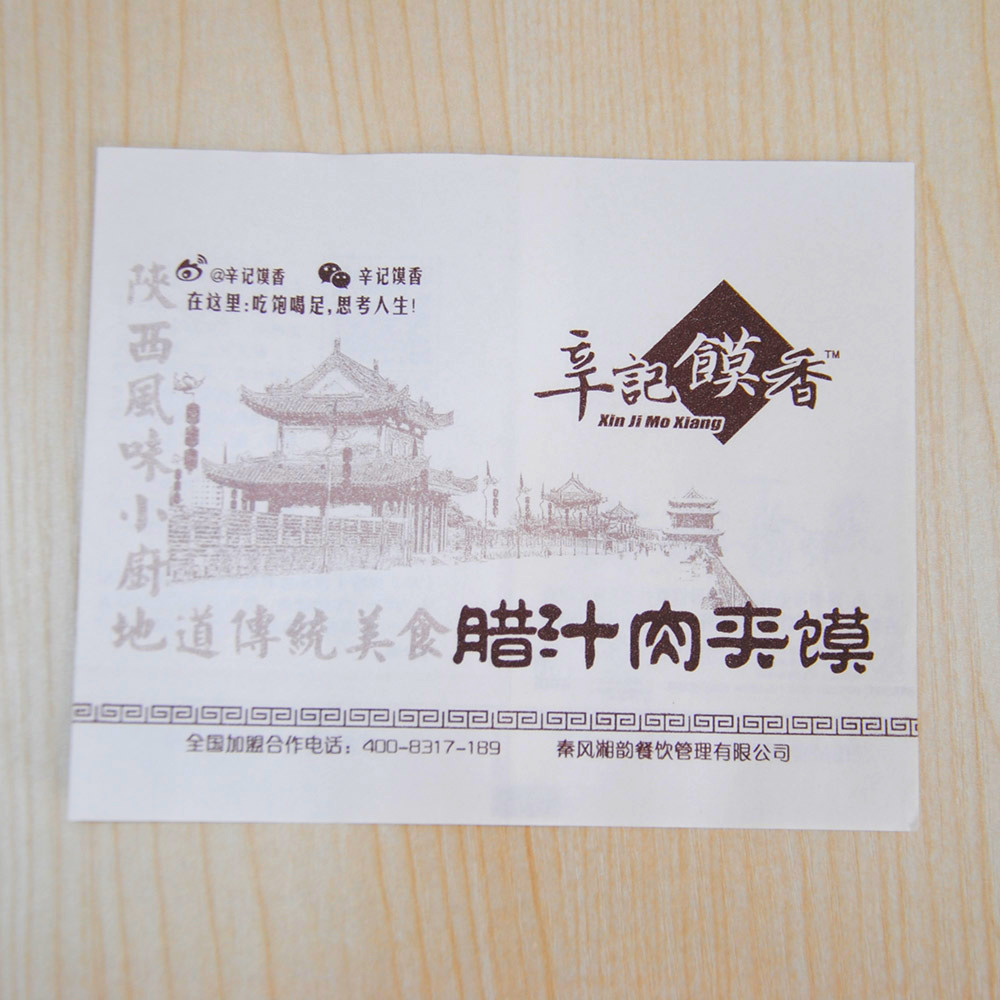 @辛记馍香 辛记馍香
在这里:吃饱喝足,思考人生!
陝西風味小廚
辛記饃香™
Xin Ji Mo Xiang
地道傳統美食
腊汁肉夹馍
全国加盟合作电话：400-8317-189 秦风湘韵餐饮管理有限公司